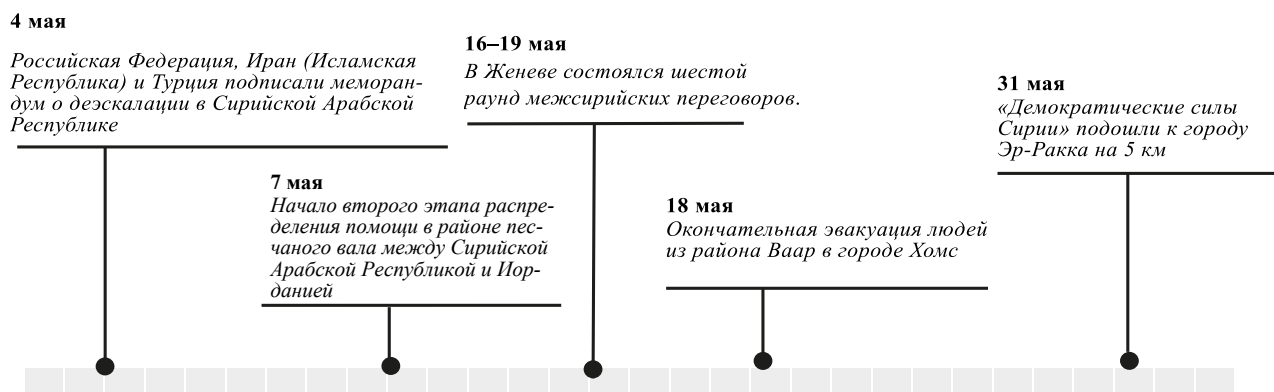 4 мая
Российская Федерация, Иран (Исламская
Республика) и Турция подписали меморан-
дум о деэскалации в Сирийской Арабской
Республике
7 мая
Начало второго этапа распре-
деления помощи в районе пес-
чаного вала между Сирийской
Арабской Республикой и Иор-
данией
16–19 мая
В Женеве состоялся шестой
раунд межсирийских переговоров.
18 мая
Окончательная эвакуация людей
из района Ваар в городе Хомс
31 мая
«Демократические силы
Сирии» подошли к городу
Эр-Ракка на 5 км